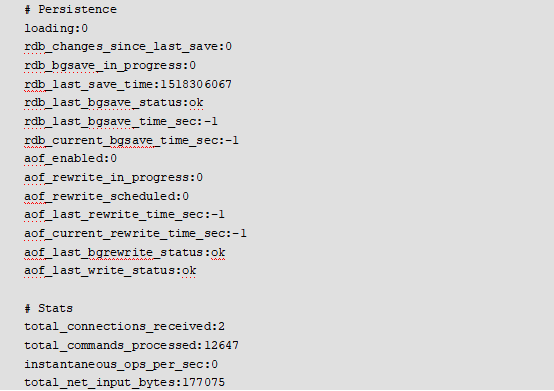 # Persistence
loading:0
rdb_changes_since_last_save:0
rdb_bgsave_in_progress:0
rdb_last_save_time:1518306067
rdb_last_bgsave_status:ok
rdb_last_bgsave_time_sec:-1
rdb_current_bgsave_time_sec:-1
aof_enabled:0
aof_rewrite_in_progress:0
aof_rewrite_scheduled:0
aof_last_rewrite_time_sec:-1
aof_current_rewrite_time_sec:-1
aof_last_bgrewrite_status:ok
aof_last_write_status:ok
# Stats
total_connections_received:2
total_commands_processed:12647
instantaneous_ops_per_sec:0
total_net_input_bytes:177075